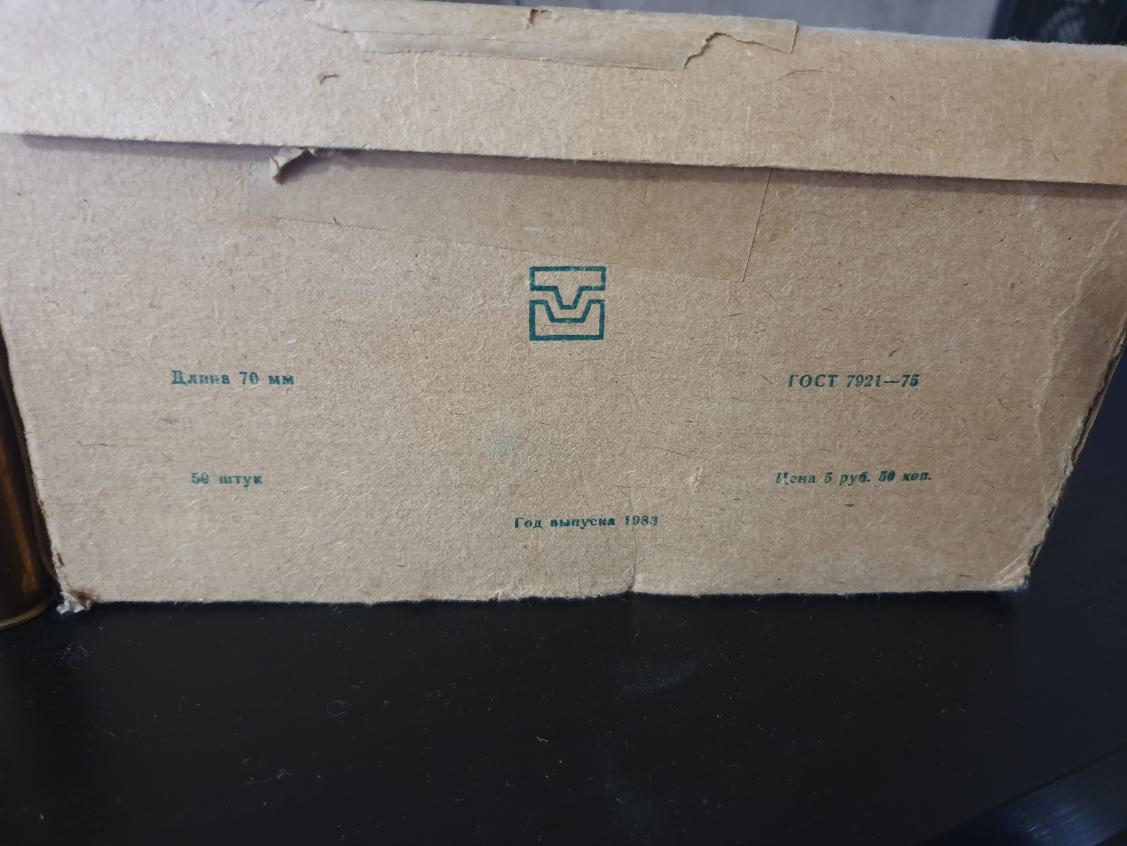 Длина 70 мм
ГОСТ 7921—75
50 штук
Цена 5 руб. 50 коп.
Год выпуска 1983